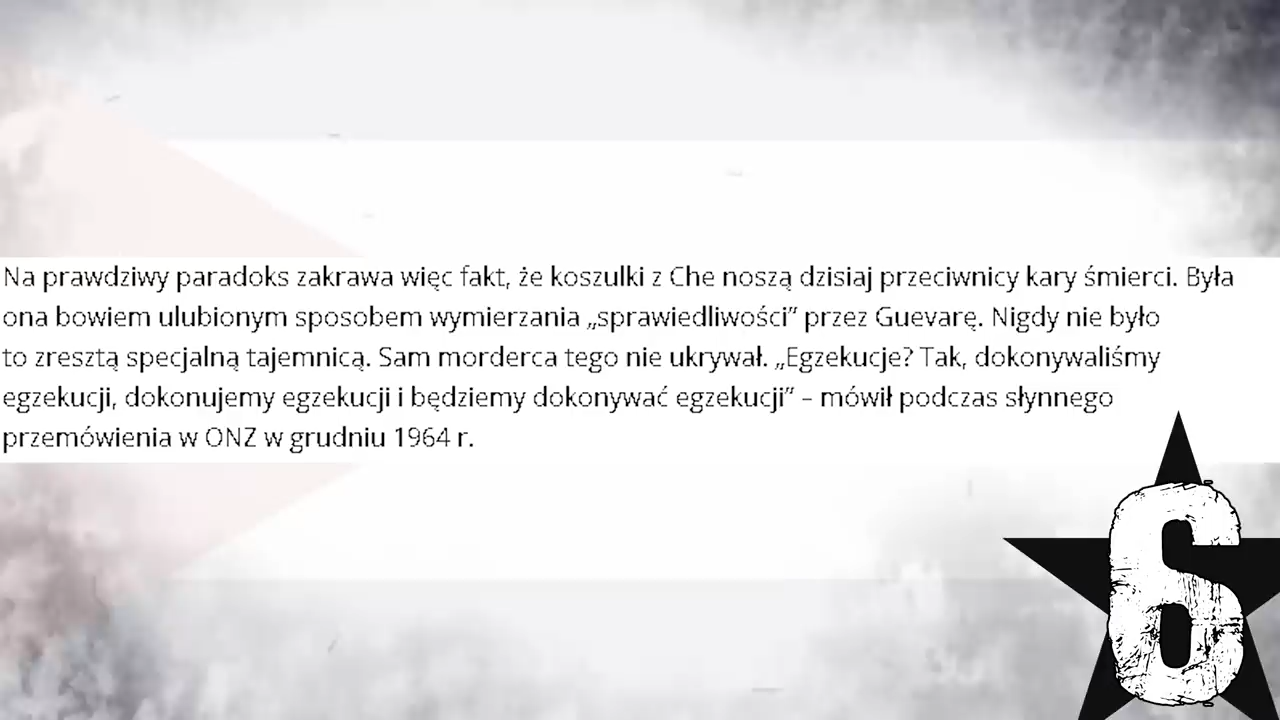 Na prawdziwy paradoks zakrawa więc fakt, że koszulki z Che noszą dzisiaj przeciwnicy kary śmierci. Była
ona bowiem ulubionym sposobem wymierzania „sprawiedliwości” przez Guevarę. Nigdy nie było
to zresztą specjalną tajemnicą. Sam morderca tego nie ukrywał. „Egzekucje? Tak, dokonywaliśmy
egzekucji, dokonujemy egzekucji i będziemy dokonywać egzekucji” – mówił podczas słynnego
przemówienia w ONZ w grudniu 1964 r.
6